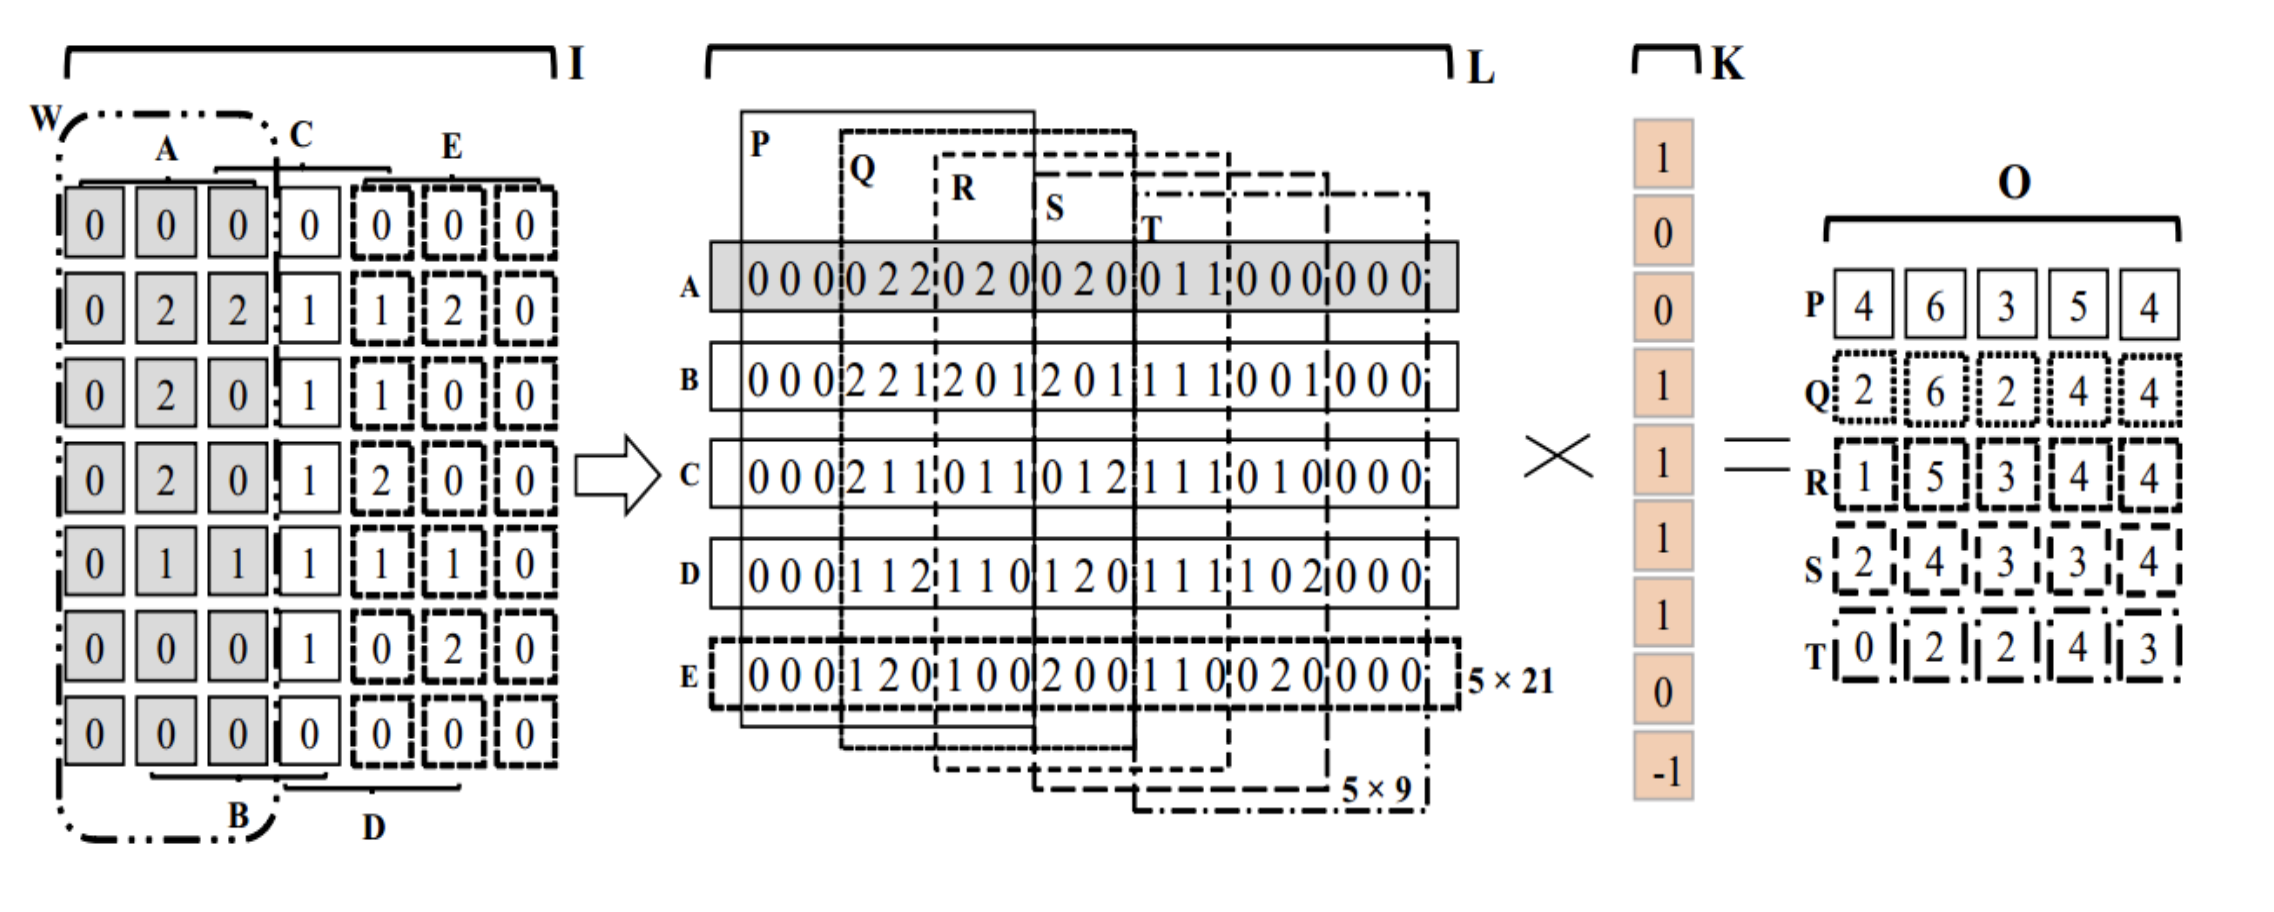 I
L
K
W
A
C
E
0 0 0 0 0 0 0
0 2 2 1 1 2 0
0 2 0 1 1 0 0
0 2 0 1 2 0 0
0 1 1 1 1 1 0
0 0 0 1 0 2 0
0 0 0 0 0 0 0
B
D
P
Q
R
S
T
A 0 0 0 0 2 2 0 2 0 0 2 0 0 1 1 0 0 0 0 0 0
B 0 0 0 2 2 1 2 0 1 2 0 1 1 1 1 0 0 1 0 0 0
C 0 0 0 2 1 1 0 1 1 0 1 2 1 1 1 0 1 0 0 0 0
D 0 0 0 1 1 2 1 1 0 1 2 0 1 1 1 1 0 2 0 0 0
E 0 0 0 1 2 0 1 0 0 2 0 0 1 1 0 0 2 0 0 0 0
5 × 21
5 × 9
×
1
0
0
1
1
1
1
0
-1
=
O
P 4 6 3 5 4
Q 2 6 2 4 4
R 1 5 3 4 4
S 2 4 3 3 4
T 0 2 2 4 3